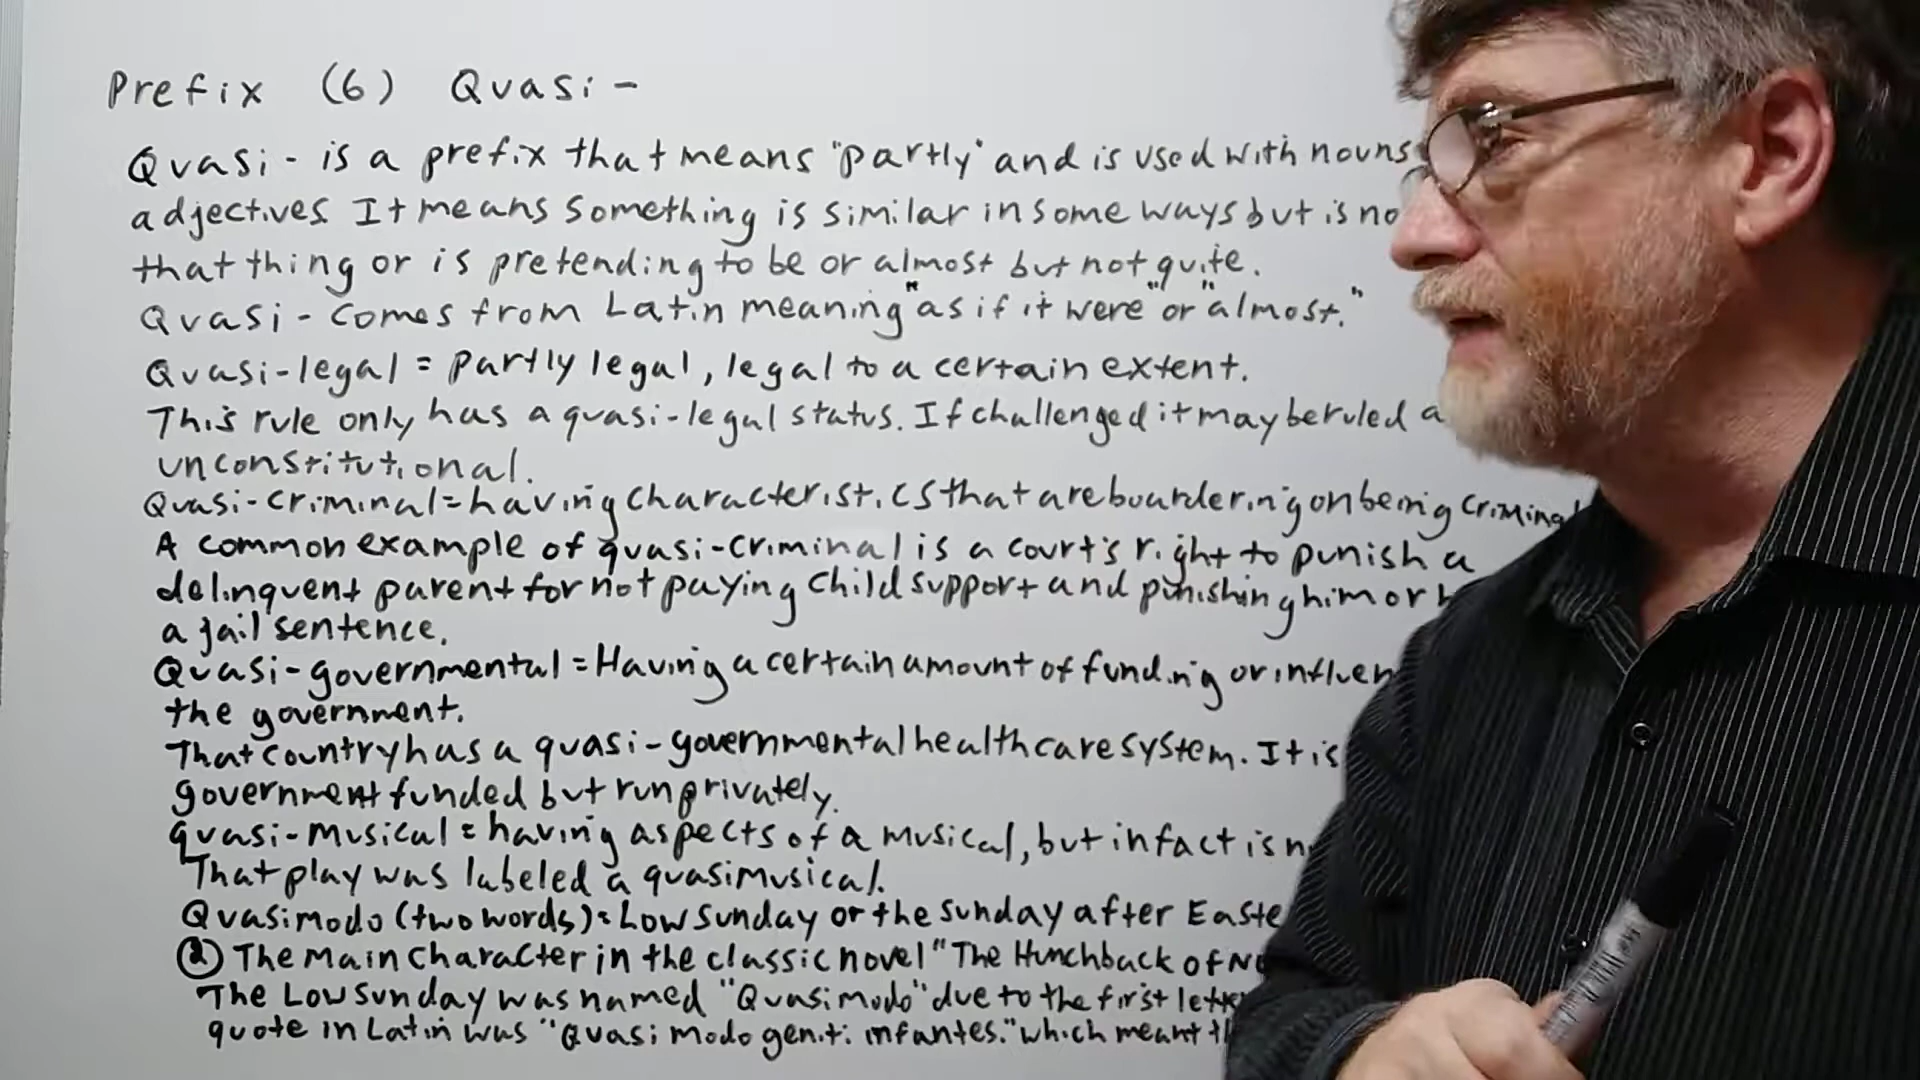 Prefix (6) Quasi-
Quasi- is a prefix that means "partly" and is used with nouns
adjectives It means something is similar in some ways but is
that thing or is pretending to be or almost but not quite.
Quasi- comes from Latin meaning "as if it were" or "almost."
Quasi-legal = partly legal, legal to a certain extent.
This rule only has a quasi-legal status. If challenged it may be ruled
unconstitutional.
Quasi-criminal = having characteristics that are boardering on being criminal
A common example of quasi-criminal is a court's right to punish a
delinquent parent for not paying child support and punishing him or
a jail sentence.
Quasi-governmental = Having a certain amount of funding or
the government.
That country has a quasi-governmental healthcare system. It is
government funded but run privately.
quasi-musical = having aspects of a musical, but in fact is
That play was labeled a quasimusical.
Quasimodo (two words) = Low Sunday or the Sunday after
② The main character in the classic novel "The Hunchback of
The Low Sunday was named "Quasimodo" due to the first
quote in Latin was "Quasi modo geniti infantes." which meant